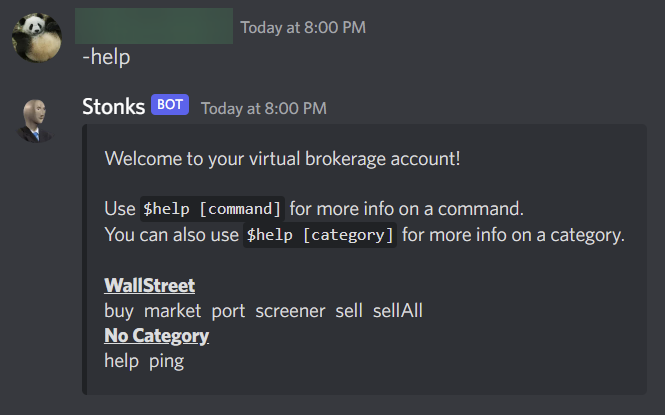 Today at 8:00 PM
-help
Stonks BOT Today at 8:00 PM
Welcome to your virtual brokerage account!
Use $help [command] for more info on a command.
You can also use $help [category] for more info on a category.
WallStreet
buy market port screener sell sellAll
No Category
help ping